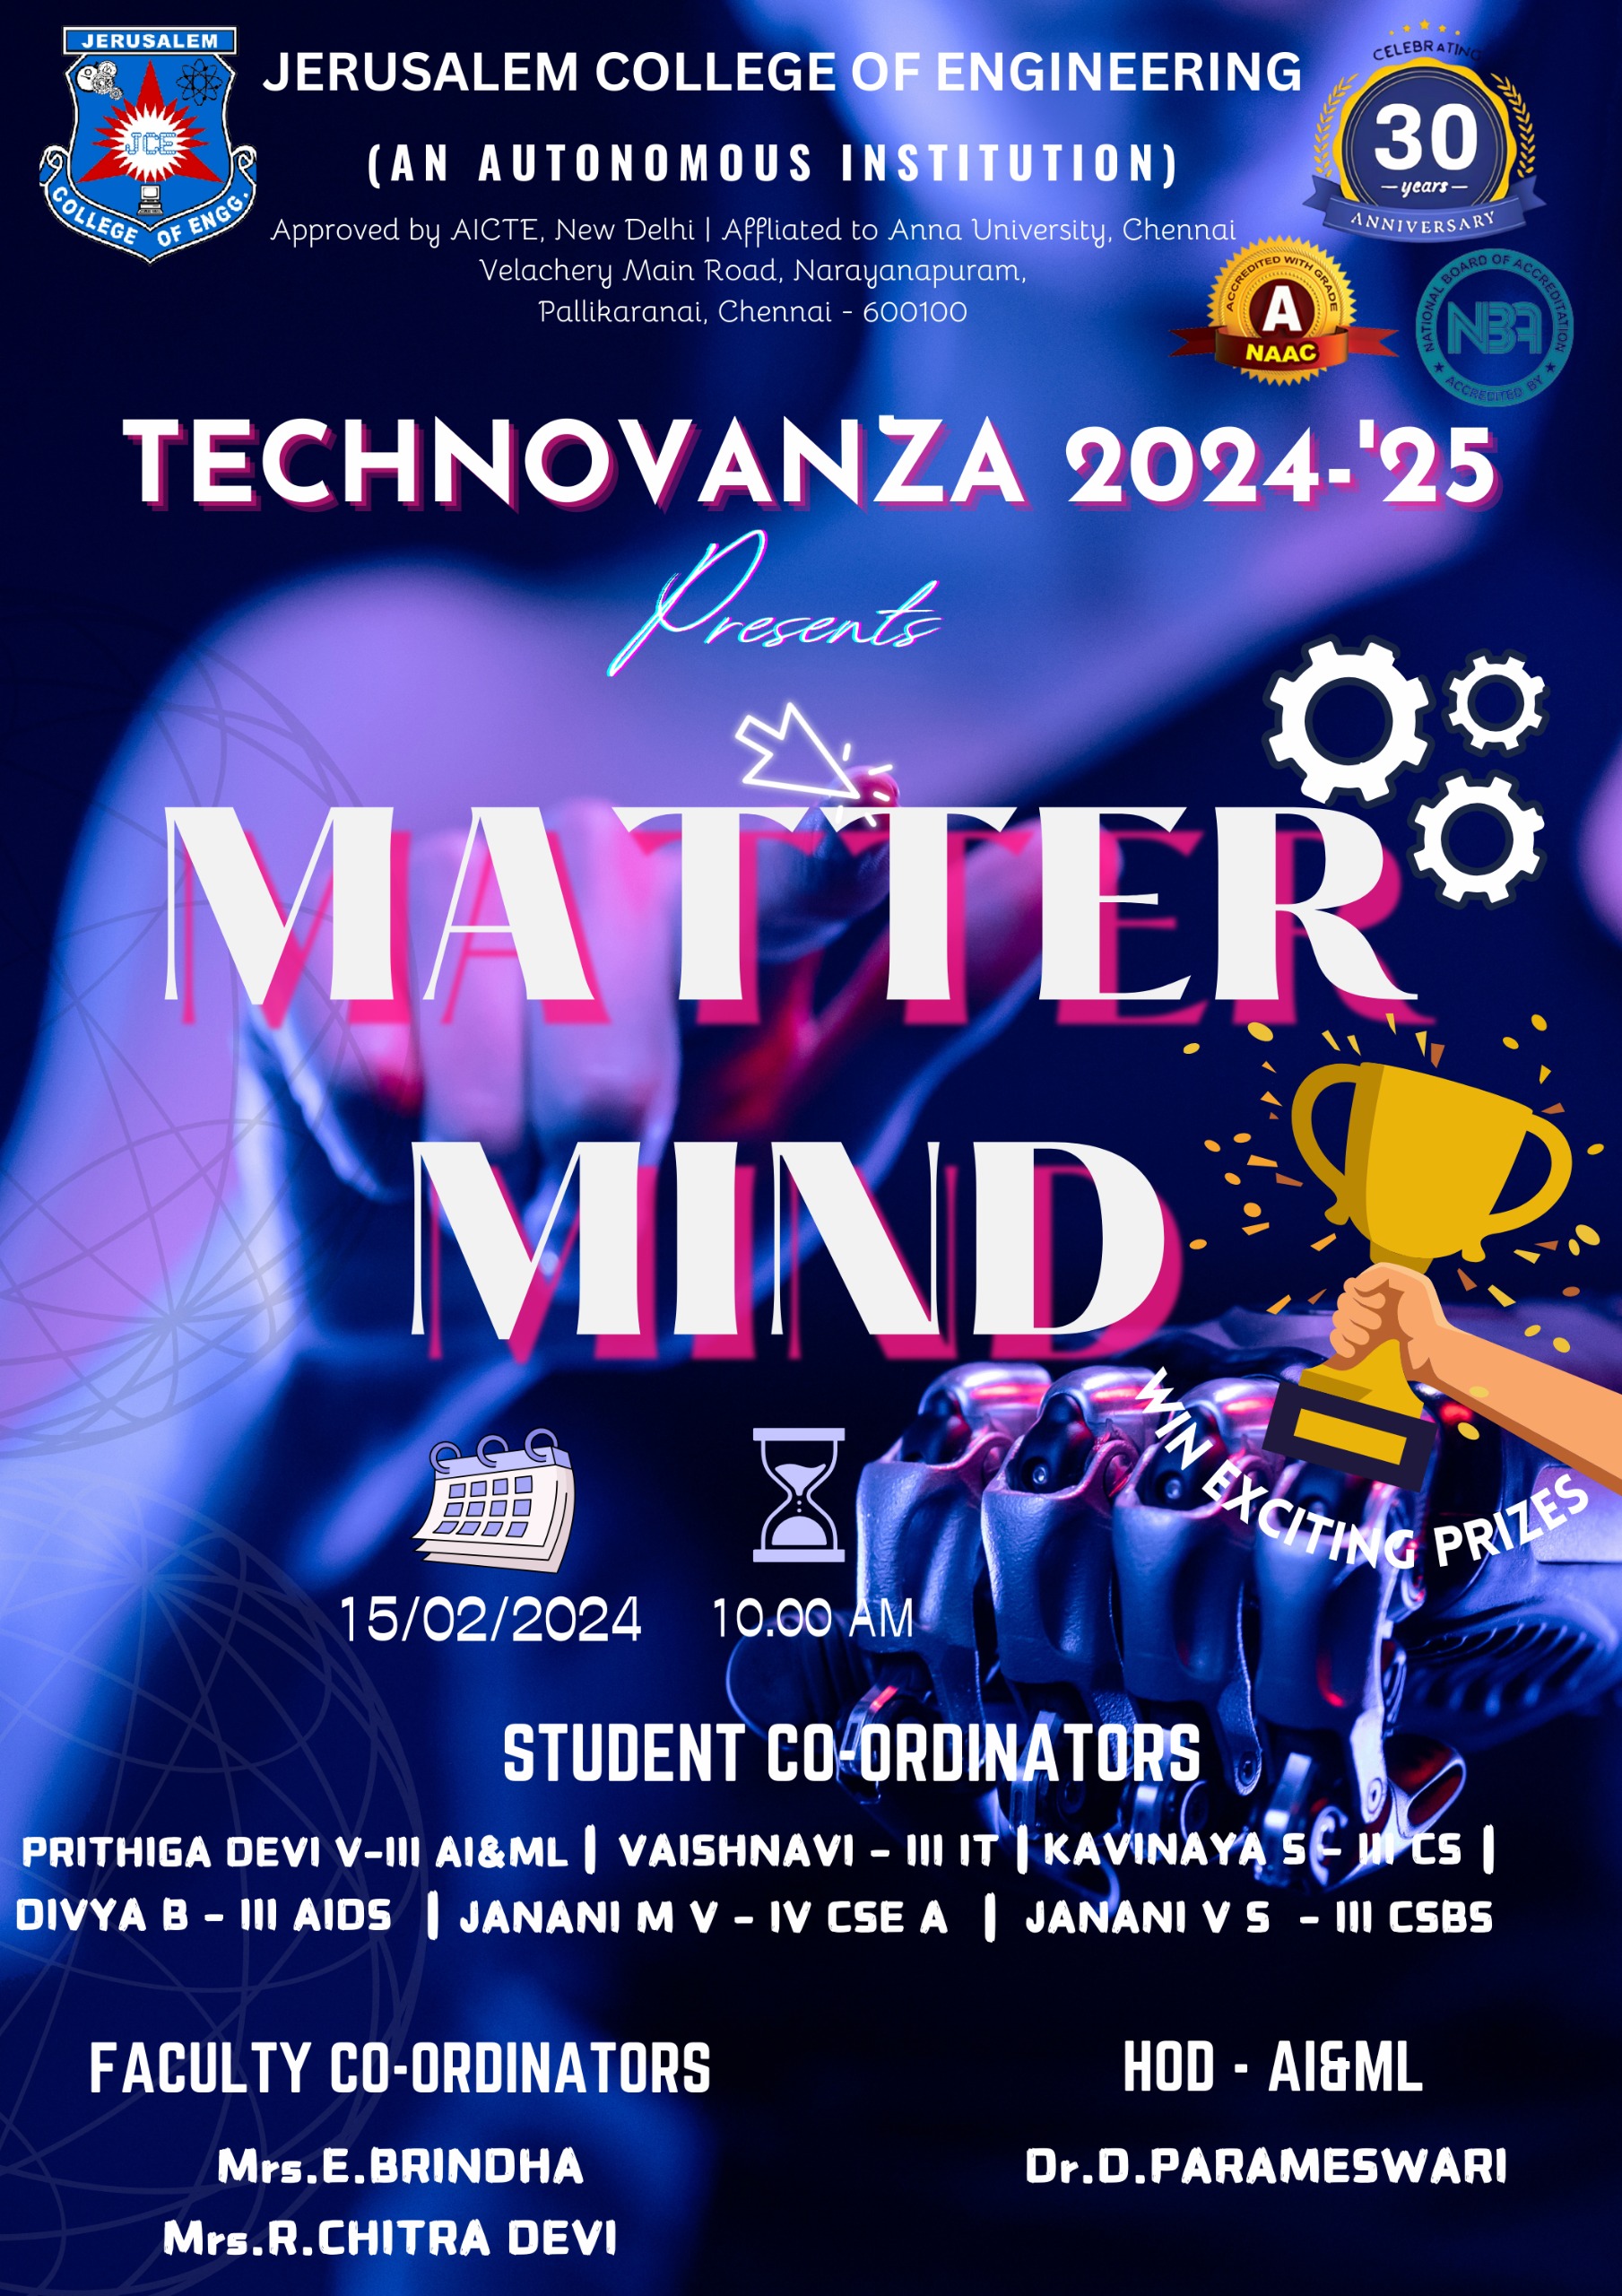 JERUSALEM
JCE
COLLEGE OF ENGG.
JERUSALEM COLLEGE OF ENGINEERING
(AN AUTONOMOUS INSTITUTION)
Approved by AICTE, New Delhi | Affliated to Anna University, Chennai
Velachery Main Road, Narayanapuram,
Pallikaranai, Chennai - 600100
CELEBRATING
30
years
ANNIVERSARY
ACCREDITED WITH GRADE
A
NAAC
NATIONAL BOARD OF ACCREDITATION
NBA
ACCREDITED BY
TECHNOVANZA 2024-'25
Presents
MATTER
MIND
WIN EXCITING PRIZES
15/02/2024 10.00 AM
STUDENT CO-ORDINATORS
PRITHIGA DEVI V-III AI&ML | VAISHNAVI - III IT | KAVINAYA S - III CS |
DIVYA B - III AIDS | JANANI M V - IV CSE A | JANANI V S - III CSBS
FACULTY CO-ORDINATORS
Mrs.E.BRINDHA
Mrs.R.CHITRA DEVI
HOD - AI&ML
Dr.D.PARAMESWARI